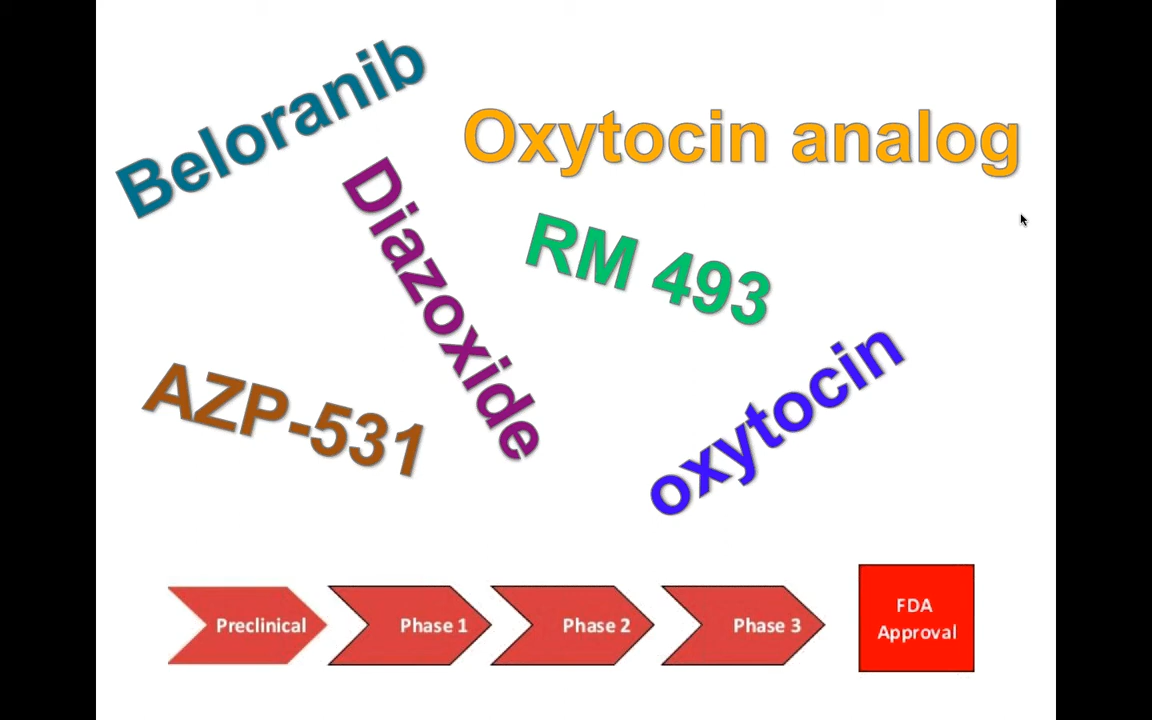 Beloranib
Oxytocin analog
Diazoxide
RM 493
AZP-531
oxytocin
Preclinical
Phase 1
Phase 2
Phase 3
FDA
Approval